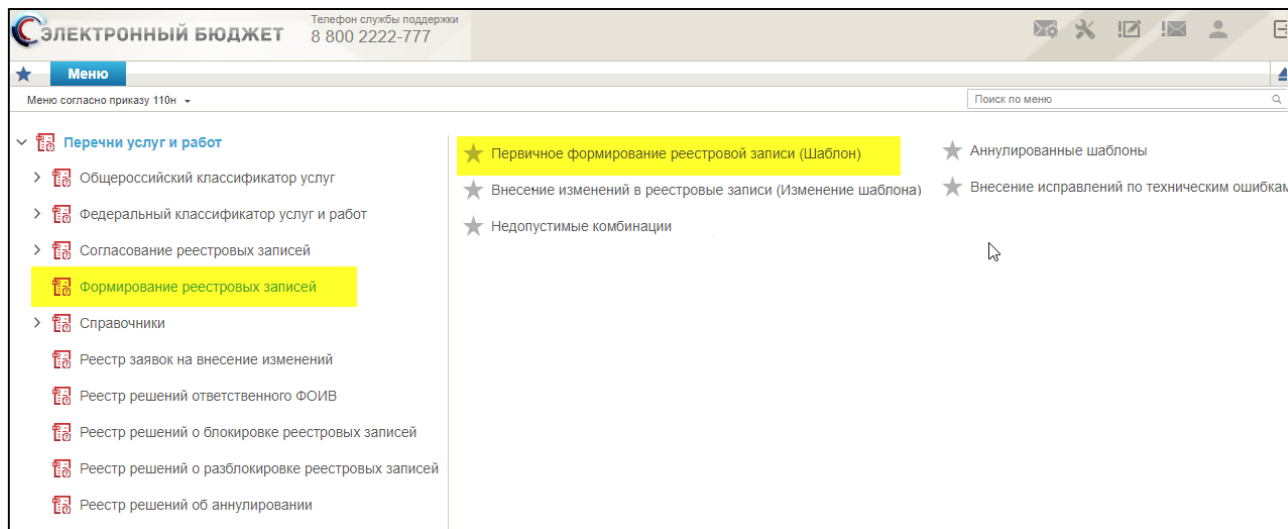 Телефон службы поддержки
ЭЛЕКТРОННЫЙ БЮДЖЕТ 8 800 2222-777
Меню
Меню согласно приказу 110н
Поиск по меню
Перечни услуг и работ
Общероссийский классификатор услуг
Федеральный классификатор услуг и работ
Согласование реестровых записей
Формирование реестровых записей
Справочники
Реестр заявок на внесение изменений
Реестр решений ответственного ФОИВ
Реестр решений о блокировке реестровых записей
Реестр решений о разблокировке реестровых записей
Реестр решений об аннулировании
Первичное формирование реестровой записи (Шаблон)
Внесение изменений в реестровые записи (Изменение шаблона)
Недопустимые комбинации
Аннулированные шаблоны
Внесение исправлений по техническим ошибкам